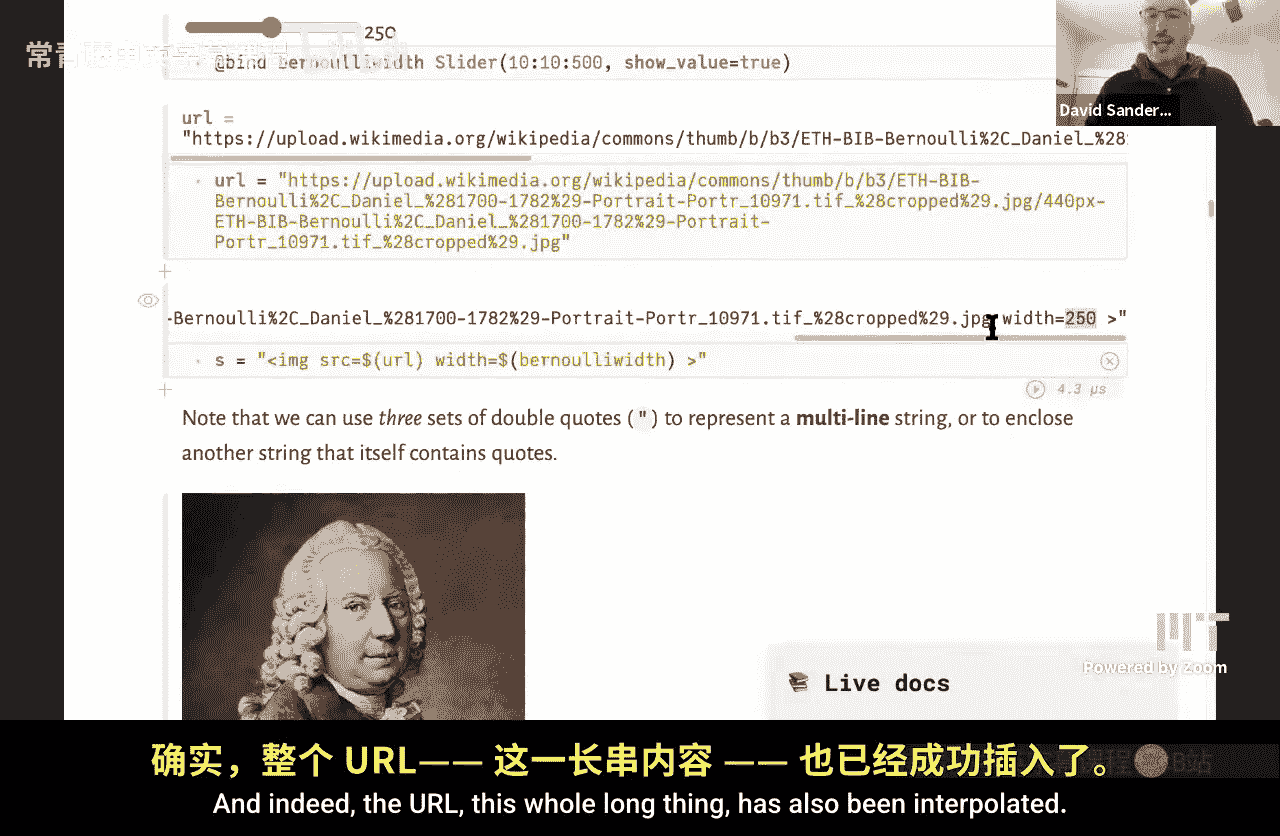 250
@bind bernoulliwidth Slider(10:10:500, show_value=true)
David Sander...
url =
"https://upload.wikimedia.org/wikipedia/commons/thumb/b/b3/ETH-BIB-Bernoulli%2C_Daniel_%28
url = "https://upload.wikimedia.org/wikipedia/commons/thumb/b/b3/ETH-BIB-
Bernoulli%2C_Daniel_%281700-1782%29-Portrait-Portr_10971.tif_%28cropped%29.jpg/440px-
ETH-BIB-Bernoulli%2C_Daniel_%281700-1782%29-Portrait-
Portr_10971.tif_%28cropped%29.jpg"
-Bernoulli%2C_Daniel_%281700-1782%29-Portrait-Portr_10971.tif_%28cropped%29.jpg width=250 >"
s = "<img src=$(url) width=$(bernoulliwidth) >"
4.3 μs
Note that we can use three sets of double quotes (") to represent a multi-line string, or to enclose
another string that itself contains quotes.
MIT
Powered by Zoom
Live docs
确实，整个 URL—— 这一长串内容 —— 也已经成功插入了。
B站
And indeed, the URL, this whole long thing, has also been interpolated.